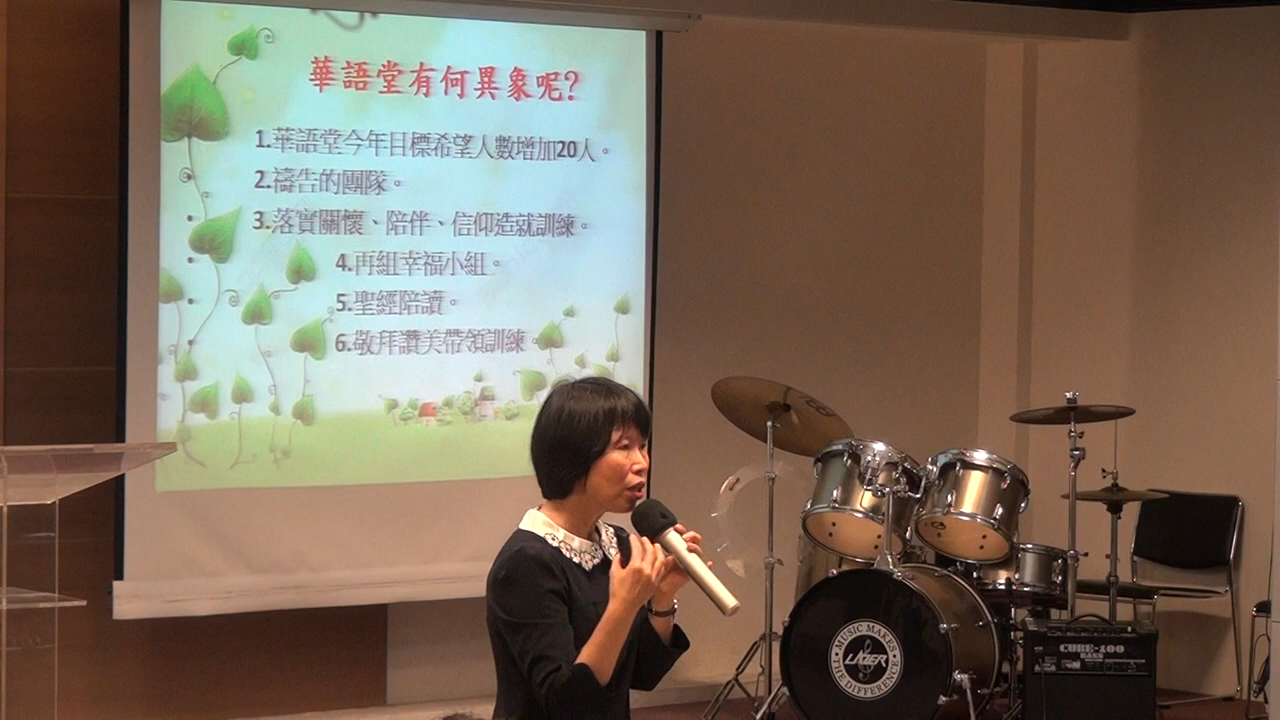 華語堂有何異象呢?
1.華語堂今年目標希望人數增加20人。
2.禱告的團隊。
3.落實關懷、陪伴、信仰造就訓練。
4.再組幸福小組。
5.聖經陪讀。
6.敬拜讚美帶領訓練。
MUSIC MAKES
LAZER
THE DIFFERENCE
CUBE-100
BASS